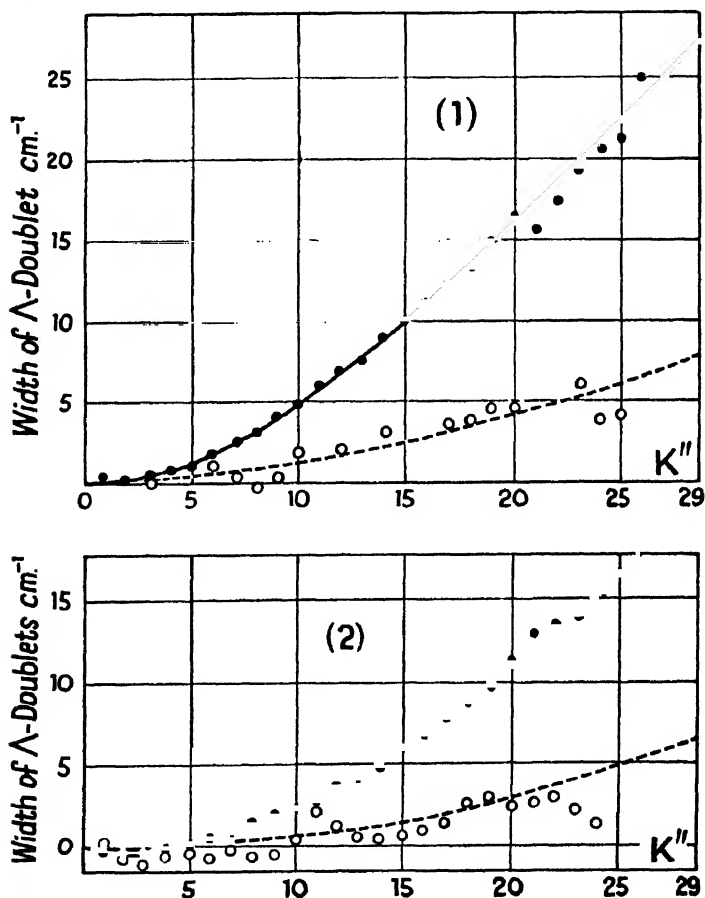 Width of Λ-Doublet cm.⁻¹
25
20
15
10
5
(1)
K″
0 5 10 15 20 25 29
Width of Λ-Doublets cm⁻¹
15
10
5
0
(2)
K″
5 10 15 20 25 29